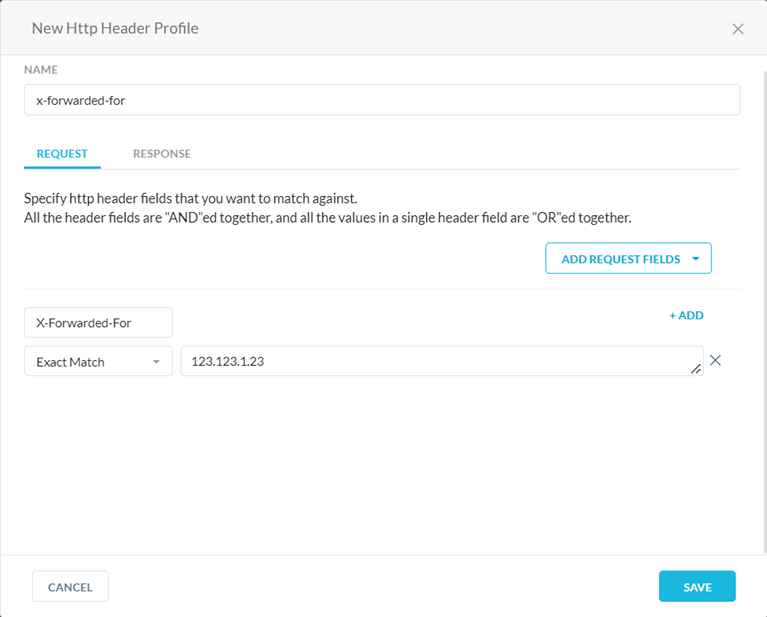 New Http Header Profile
NAME
x-forwarded-for
REQUEST RESPONSE
Specify http header fields that you want to match against.
All the header fields are "AND"ed together, and all the values in a single header field are "OR"ed together.
ADD REQUEST FIELDS
X-Forwarded-For
+ ADD
Exact Match 123.123.1.23
CANCEL SAVE